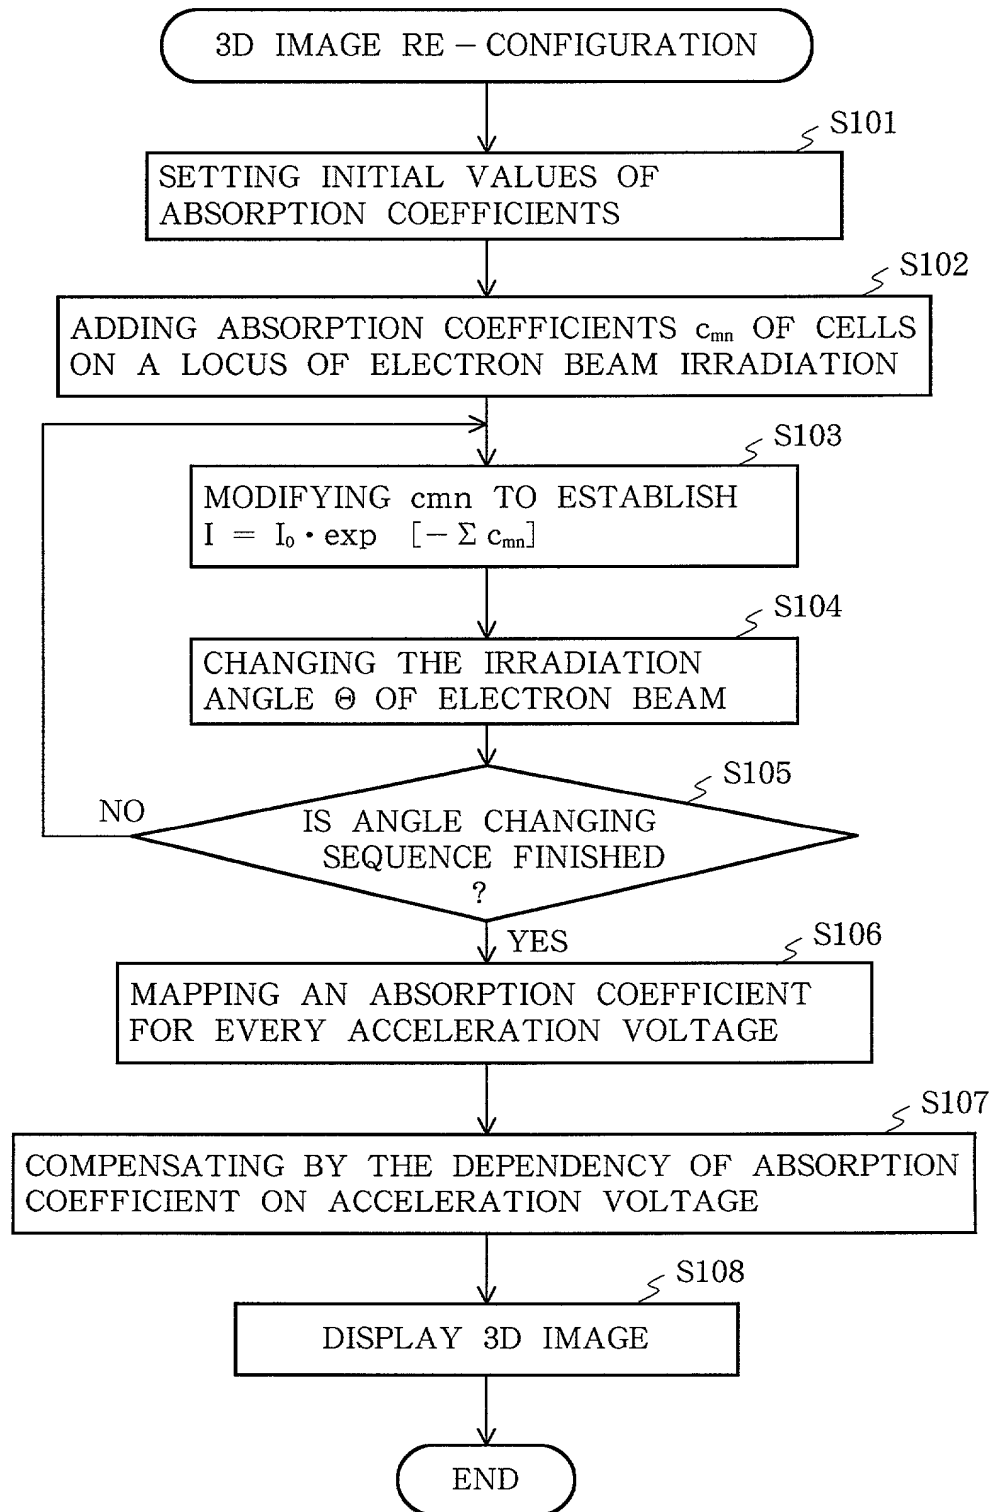 3D IMAGE RE-CONFIGURATION
S101
SETTING INITIAL VALUES OF
ABSORPTION COEFFICIENTS
S102
ADDING ABSORPTION COEFFICIENTS cmn OF CELLS
ON A LOCUS OF ELECTRON BEAM IRRADIATION
S103
MODIFYING cmn TO ESTABLISH
I = I₀・exp [-Σ cmn]
S104
CHANGING THE IRRADIATION
ANGLE Θ OF ELECTRON BEAM
S105
NO
IS ANGLE CHANGING
SEQUENCE FINISHED
?
YES
S106
MAPPING AN ABSORPTION COEFFICIENT
FOR EVERY ACCELERATION VOLTAGE
S107
COMPENSATING BY THE DEPENDENCY OF ABSORPTION
COEFFICIENT ON ACCELERATION VOLTAGE
S108
DISPLAY 3D IMAGE
END